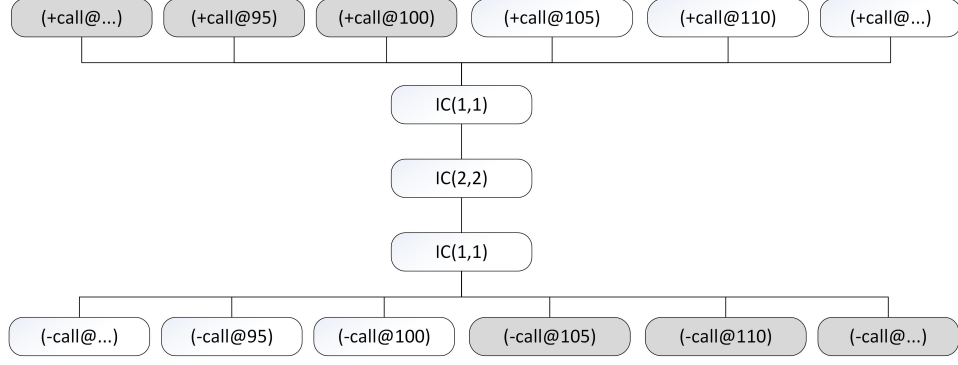 (+call@...) (+call@95) (+call@100) (+call@105) (+call@110) (+call@...)
IC(1,1)
IC(2,2)
IC(1,1)
(-call@...) (-call@95) (-call@100) (-call@105) (-call@110) (-call@...)